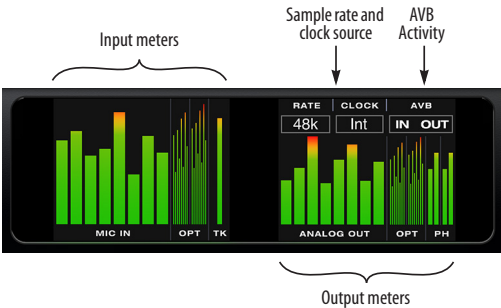 Sample rate and
clock source
AVB
Activity
Input meters
RATE CLOCK AVB
48k Int IN OUT
MIC IN OPT TK
ANALOG OUT OPT PH
Output meters